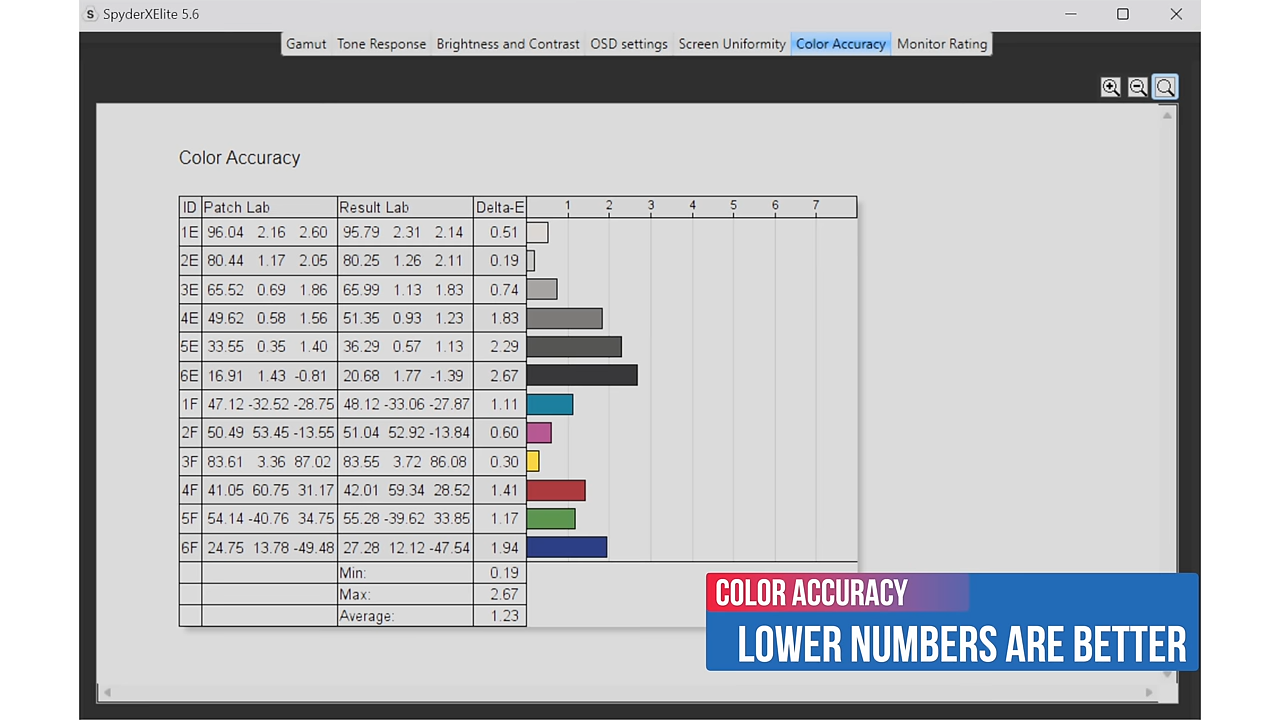 S SpyderXElite 5.6
Gamut Tone Response Brightness and Contrast OSD settings Screen Uniformity Color Accuracy Monitor Rating
Color Accuracy
ID Patch Lab Result Lab Delta-E 1 2 3 4 5 6 7
1E 96.04 2.16 2.60 95.79 2.31 2.14 0.51
2E 80.44 1.17 2.05 80.25 1.26 2.11 0.19
3E 65.52 0.69 1.86 65.99 1.13 1.83 0.74
4E 49.62 0.58 1.56 51.35 0.93 1.23 1.83
5E 33.55 0.35 1.40 36.29 0.57 1.13 2.29
6E 16.91 1.43 -0.81 20.68 1.77 -1.39 2.67
1F 47.12 -32.52 -28.75 48.12 -33.06 -27.87 1.11
2F 50.49 53.45 -13.55 51.04 52.92 -13.84 0.60
3F 83.61 3.36 87.02 83.55 3.72 86.08 0.30
4F 41.05 60.75 31.17 42.01 59.34 28.52 1.41
5F 54.14 -40.76 34.75 55.28 -39.62 33.85 1.17
6F 24.75 13.78 -49.48 27.28 12.12 -47.54 1.94
Min: 0.19
Max: 2.67
Average: 1.23
COLOR ACCURACY
LOWER NUMBERS ARE BETTER